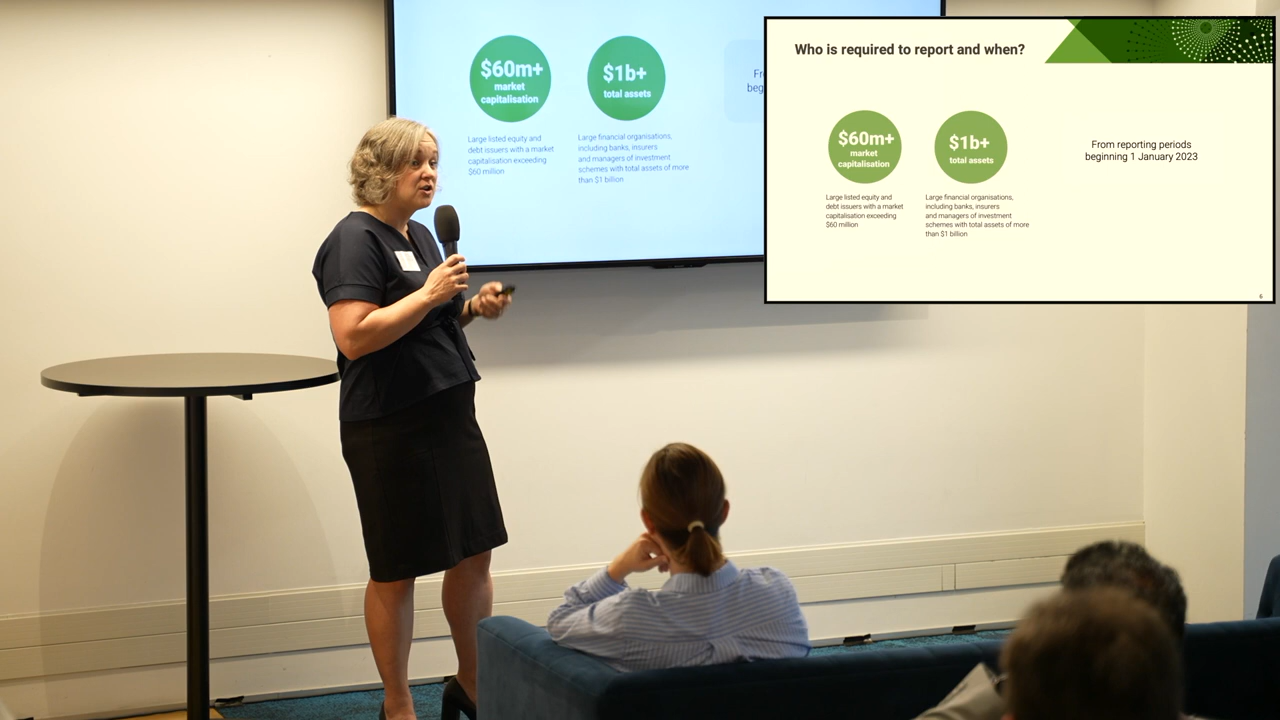 $60m+
market
capitalisation
$1b+
total assets
Large listed equity and
debt issuers with a market
capitalisation exceeding
$60 million
Large financial organisations,
including banks, insurers
and managers of investment
schemes with total assets of more
than $1 billion
Who is required to report and when?
$60m+
market
capitalisation
$1b+
total assets
From reporting periods
beginning 1 January 2023
Large listed equity and
debt issuers with a market
capitalisation exceeding
$60 million
Large financial organisations,
including banks, insurers
and managers of investment
schemes with total assets of more
than $1 billion
6